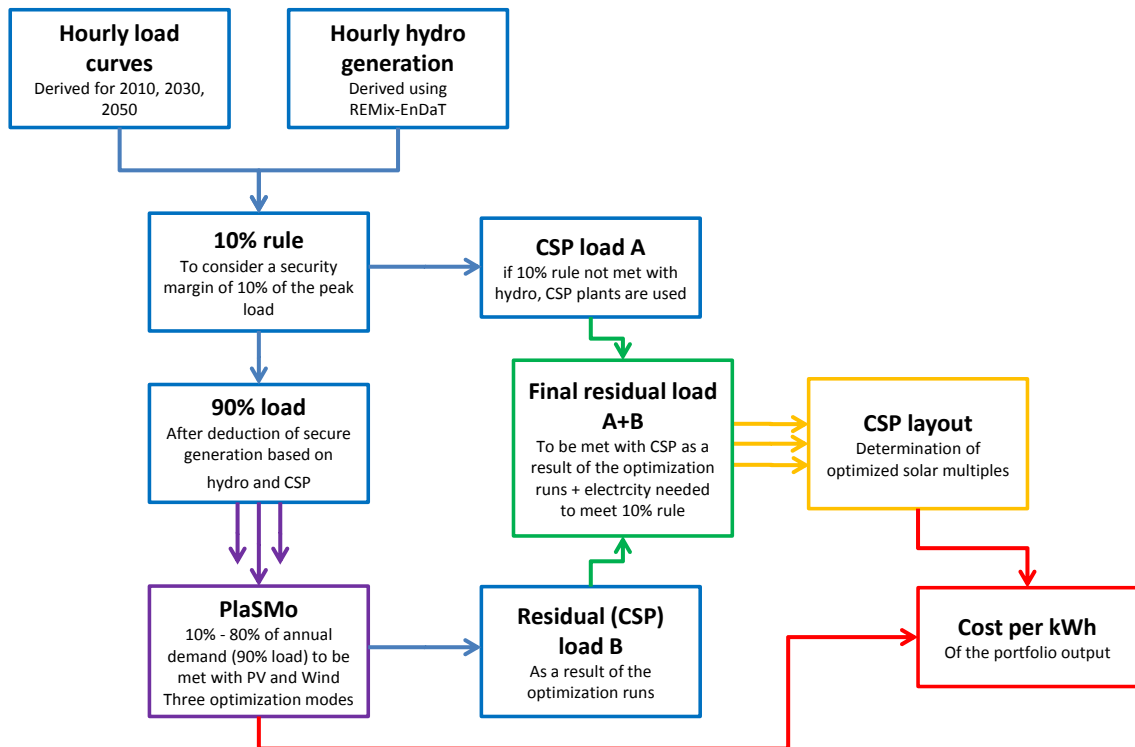 Hourly load
curves
Derived for 2010, 2030,
2050
Hourly hydro
generation
Derived using
REMix-EnDaT
10% rule
To consider a security
margin of 10% of the peak
load
CSP load A
if 10% rule not met with
hydro, CSP plants are used
90% load
After deduction of secure
generation based on
hydro and CSP
Final residual load
A+B
To be met with CSP as a
result of the optimization
runs + electrcity needed
to meet 10% rule
CSP layout
Determination of
optimized solar multiples
PlaSMo
10% - 80% of annual
demand (90% load) to be
met with PV and Wind
Three optimization modes
Residual (CSP)
load B
As a result of the
optimization runs
Cost per kWh
Of the portfolio output